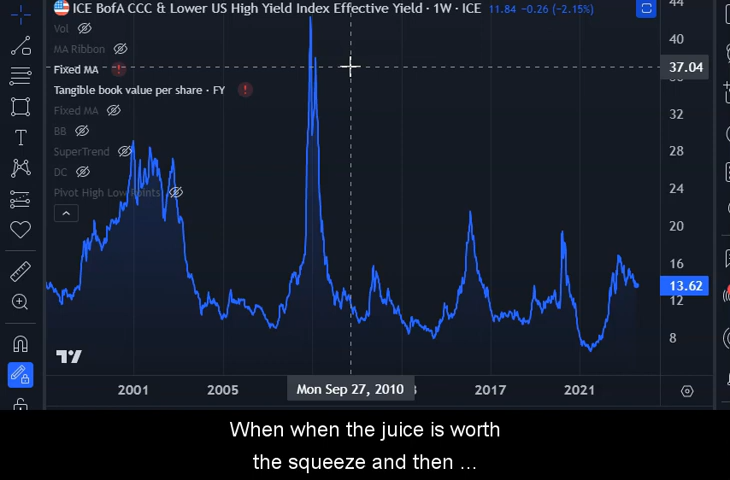 ICE BofA CCC & Lower US High Yield Index Effective Yield · 1W · ICE 11.84 −0.26 (−2.15%)
Vol
MA Ribbon
Fixed MA
Tangible book value per share · FY
Fixed MA
BB
SuperTrend
DC
Pivot High Low Points
44
40
37.04
32
28
24
20
16
13.62
12
8
2001 2005 Mon Sep 27, 2010 2017 2021
When when the juice is worth
the squeeze and then ...